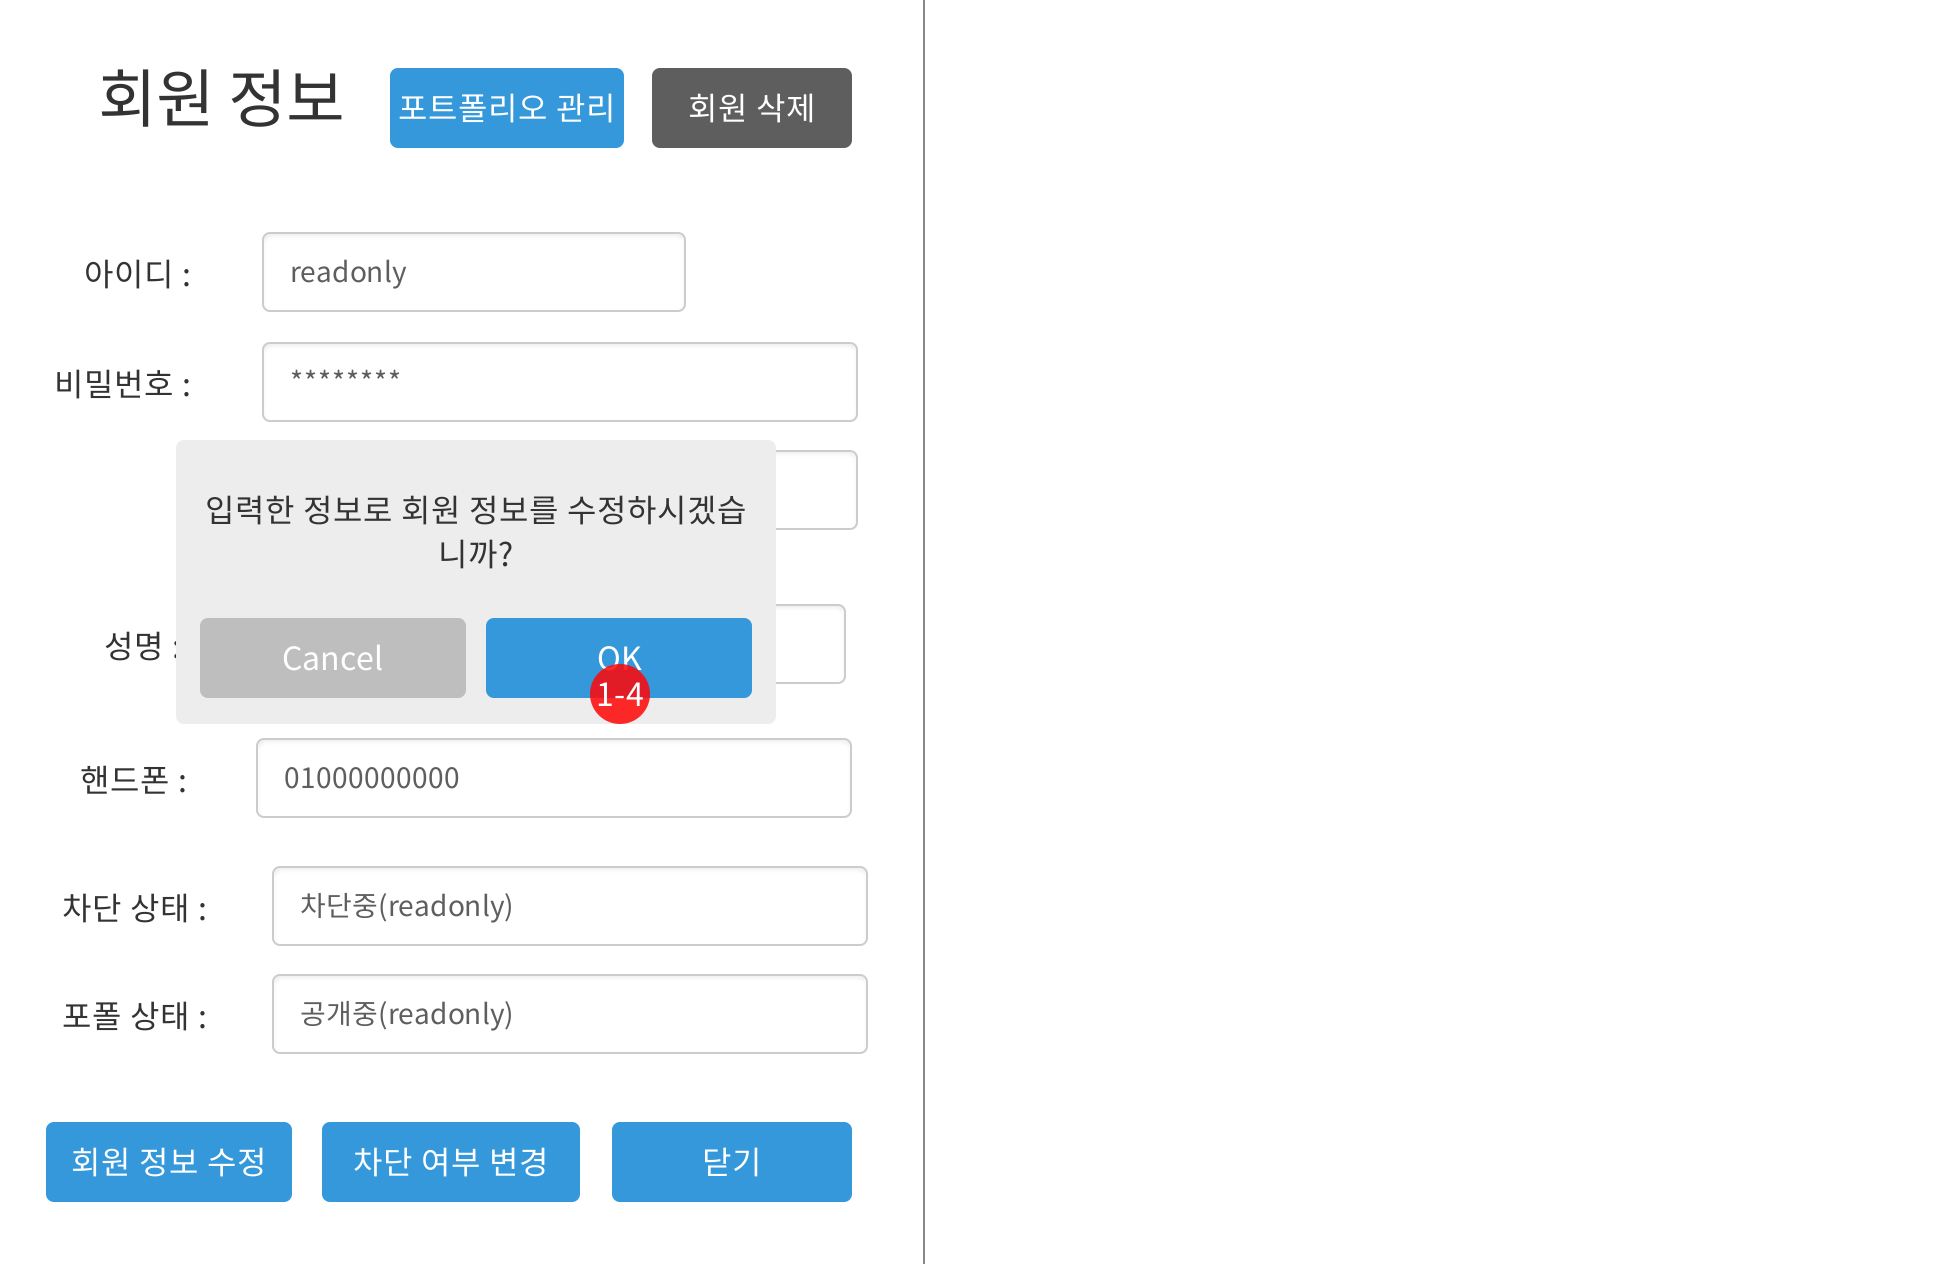 회원 정보
포트폴리오 관리
회원 삭제
아이디 :
readonly
비밀번호 :
********
입력한 정보로 회원 정보를 수정하시겠습
니까?
성명 :
Cancel
OK
1-4
핸드폰 :
01000000000
차단 상태 :
차단중(readonly)
포폴 상태 :
공개중(readonly)
회원 정보 수정
차단 여부 변경
닫기